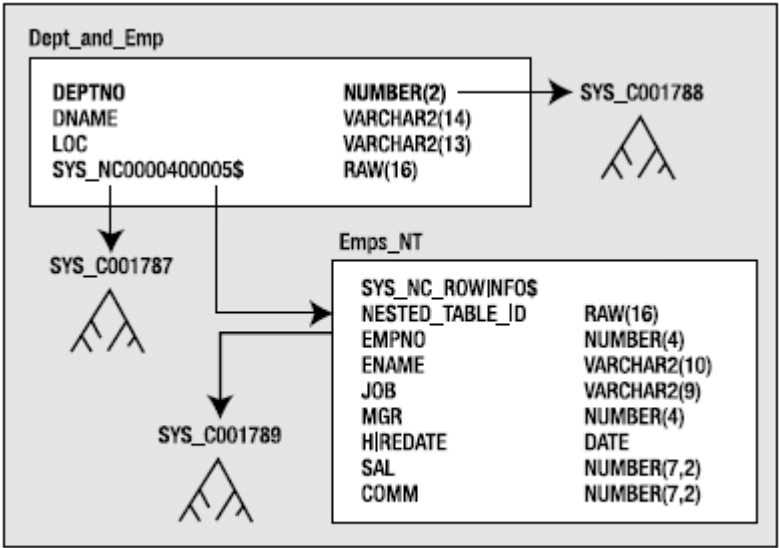 Dept_and_Emp
DEPTNO NUMBER(2)
DNAME VARCHAR2(14)
LOC VARCHAR2(13)
SYS_NC0000400005$ RAW(16)
SYS_C001788
SYS_C001787
Emps_NT
SYS_NC_ROWINFO$
NESTED_TABLE_ID RAW(16)
EMPNO NUMBER(4)
ENAME VARCHAR2(10)
JOB VARCHAR2(9)
MGR NUMBER(4)
HIREDATE DATE
SAL NUMBER(7,2)
COMM NUMBER(7,2)
SYS_C001789